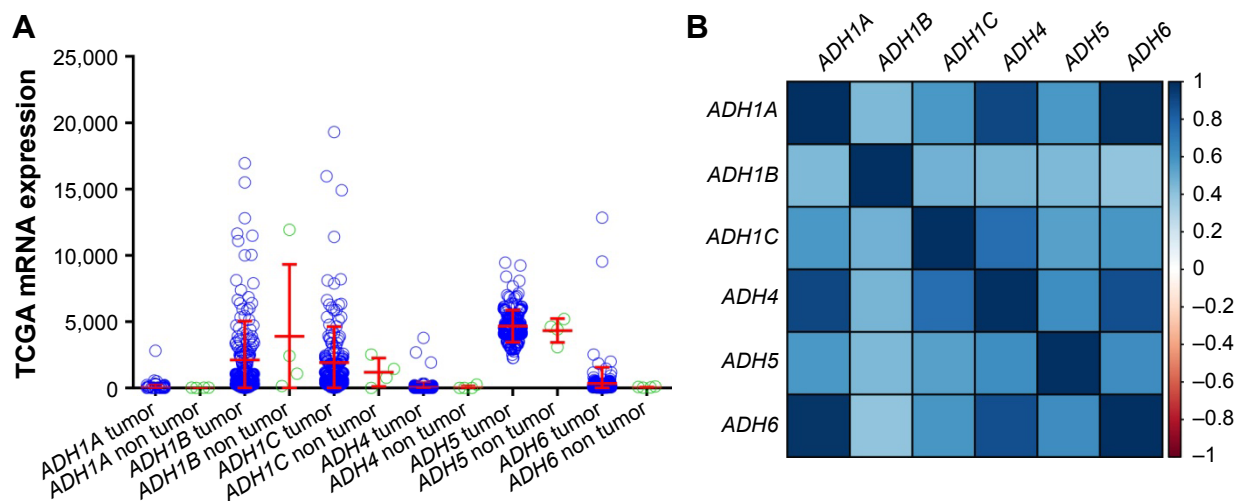 A
TCGA mRNA expression
25,000
20,000
15,000
10,000
5,000
0
ADH1A tumor
ADH1A non tumor
ADH1B tumor
ADH1B non tumor
ADH1C tumor
ADH1C non tumor
ADH4 tumor
ADH4 non tumor
ADH5 tumor
ADH5 non tumor
ADH6 tumor
ADH6 non tumor
B
ADH1A ADH1B ADH1C ADH4 ADH5 ADH6
ADH1A
ADH1B
ADH1C
ADH4
ADH5
ADH6
1
0.8
0.6
0.4
0.2
0
–0.2
–0.4
–0.6
–0.8
–1